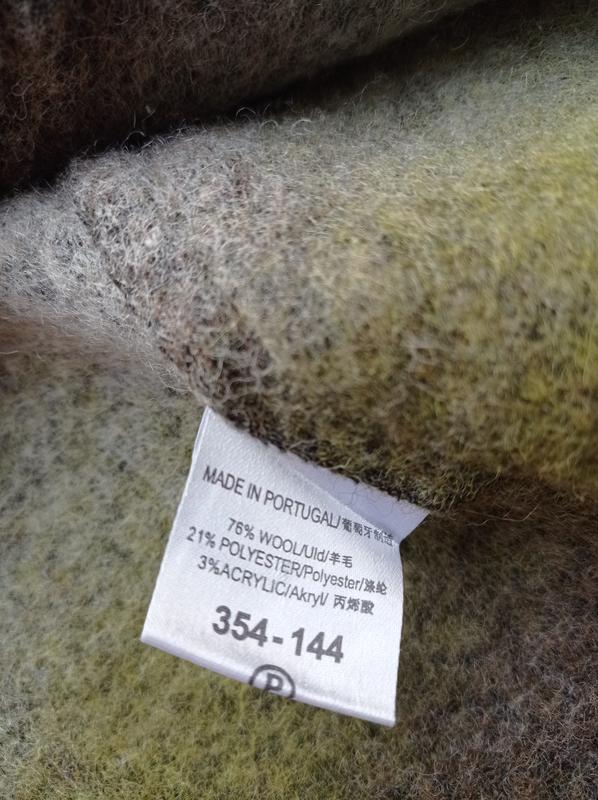 MADE IN PORTUGAL/葡萄牙制造
76% WOOL/Uld/羊毛
21% POLYESTER/Polyester/涤纶
3%ACRYLIC/Akryl/ 丙烯酸
354-144
P